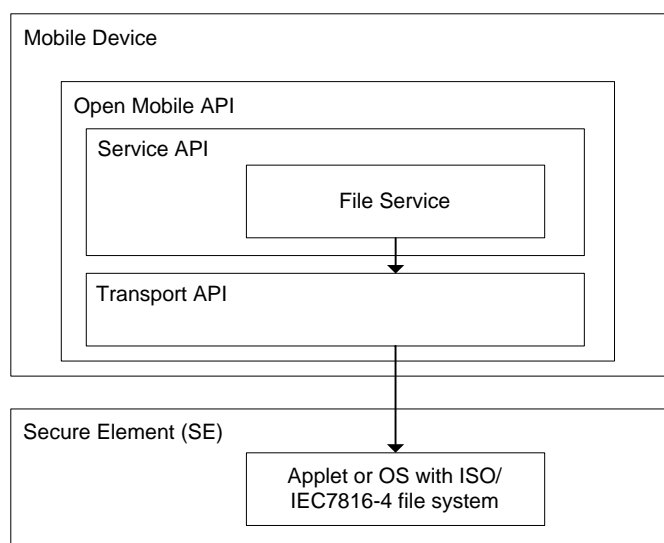 Mobile Device
Open Mobile API
Service API
File Service
Transport API
Secure Element (SE)
Applet or OS with ISO/
IEC7816-4 file system